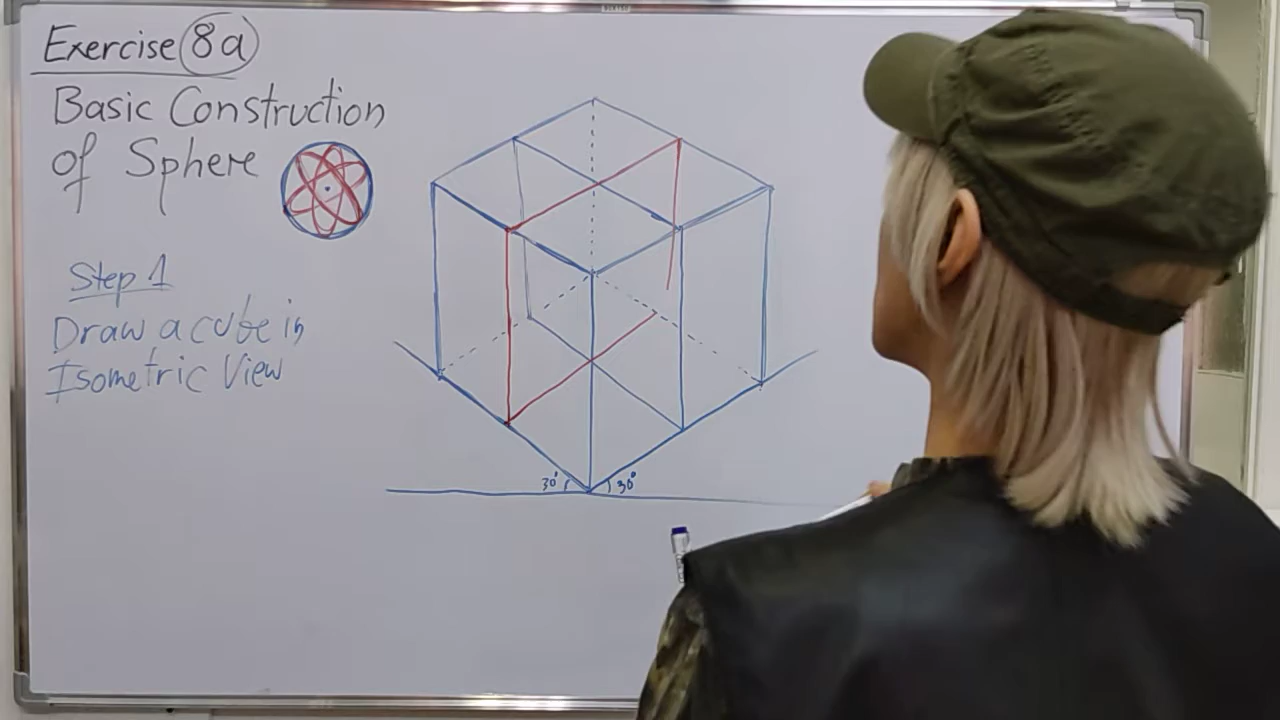 Exercise 8a
Basic Construction
of Sphere
Step 1
Draw a cube in
Isometric View
30° 30°